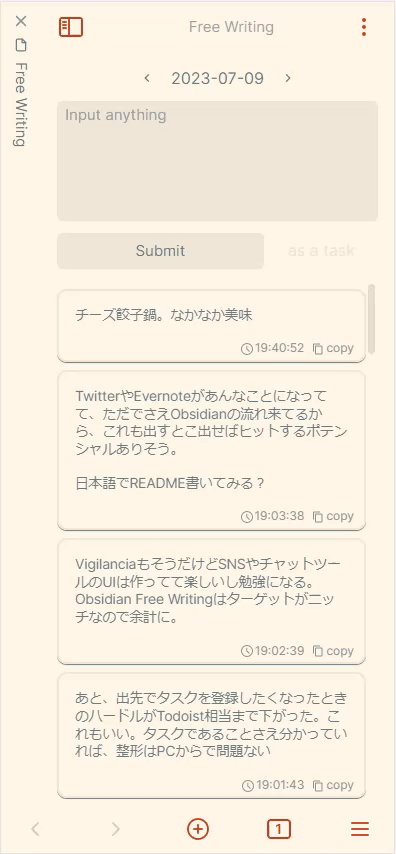 Free Writing
Free Writing
2023-07-09
Input anything
Submit
as a task
チーズ餃子鍋。なかなか美味
19:40:52 copy
TwitterやEvernoteがあんなことになってて
て、ただでさえObsidianの流れ来てるか
ら、これも出すとこ出せばヒットするポテン
シャルありそう。
日本語でREADME書いてみる？
19:03:38 copy
VigilanciaもそうだけどSNSやチャットツー
ルのUIは作ってて楽しいし勉強になる。
Obsidian Free Writingはターゲットがニッ
チなので余計に。
19:02:39 copy
あと、出先でタスクを登録したくなったとき
のハードルがTodoist相当まで下がった。こ
れもいい。タスクであることさえ分かってい
れば、整形はPCからで問題ない
19:01:43 copy
1